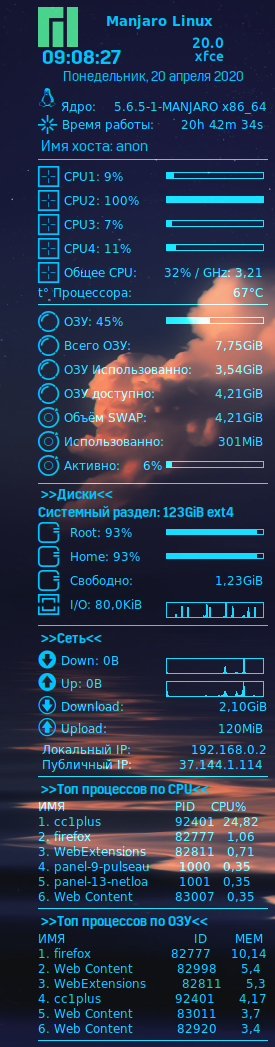 Manjaro Linux
09:08:27
20.0
xfce
Понедельник, 20 апреля 2020
Ядро: 5.6.5-1-MANJARO x86_64
Время работы: 20h 42m 34s
Имя хоста: anon
CPU1: 9%
CPU2: 100%
CPU3: 7%
CPU4: 11%
Общее CPU: 32% / GHz: 3,21
t° Процессора: 67°C
ОЗУ: 45%
Всего ОЗУ: 7,75GiB
ОЗУ Использованно: 3,54GiB
ОЗУ доступно: 4,21GiB
Объём SWAP: 4,21GiB
Использованно: 301MiB
Активно: 6%
>>Диски<<
Системный раздел: 123GiB ext4
Root: 93%
Home: 93%
Свободно: 1,23GiB
I/O: 80,0KiB
>>Сеть<<
Down: 0B
Up: 0B
Download: 2,10GiB
Upload: 120MiB
Локальный IP: 192.168.0.2
Публичный IP: 37.144.1.114
>>Топ процессов по CPU<<
ИМЯ PID CPU%
1. cc1plus 92401 24,82
2. firefox 82777 1,06
3. WebExtensions 82811 0,71
4. panel-9-pulseau 1000 0,35
5. panel-13-netloa 1001 0,35
6. Web Content 83007 0,35
>>Топ процессов по ОЗУ<<
ИМЯ ID MEM
1. firefox 82777 10,14
2. Web Content 82998 5,4
3. WebExtensions 82811 5,3
4. cc1plus 92401 4,17
5. Web Content 83011 3,7
6. Web Content 82920 3,4